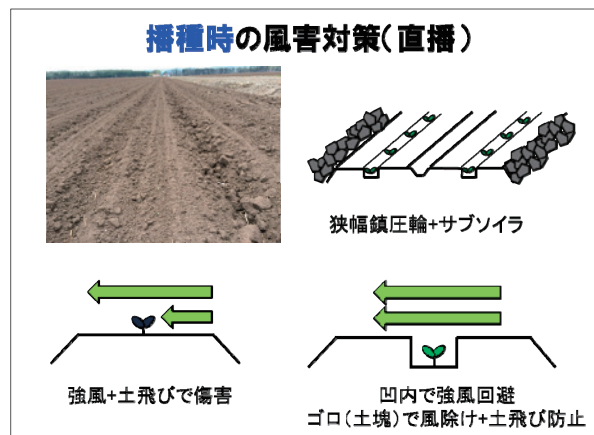 播種時の風害対策（直播）
狭幅鎮圧輪+サブソイラ
強風+土飛びで傷害
凹内で強風回避
ゴロ（土塊）で風除け+土飛び防止